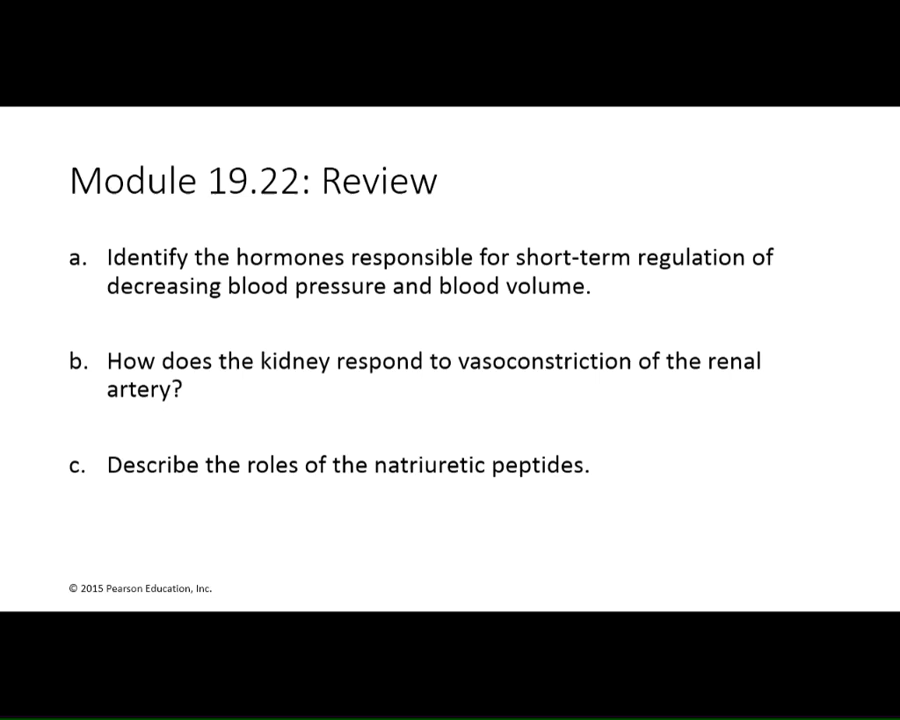 Module 19.22: Review
a. Identify the hormones responsible for short-term regulation of
decreasing blood pressure and blood volume.
b. How does the kidney respond to vasoconstriction of the renal
artery?
c. Describe the roles of the natriuretic peptides.
© 2015 Pearson Education, Inc.